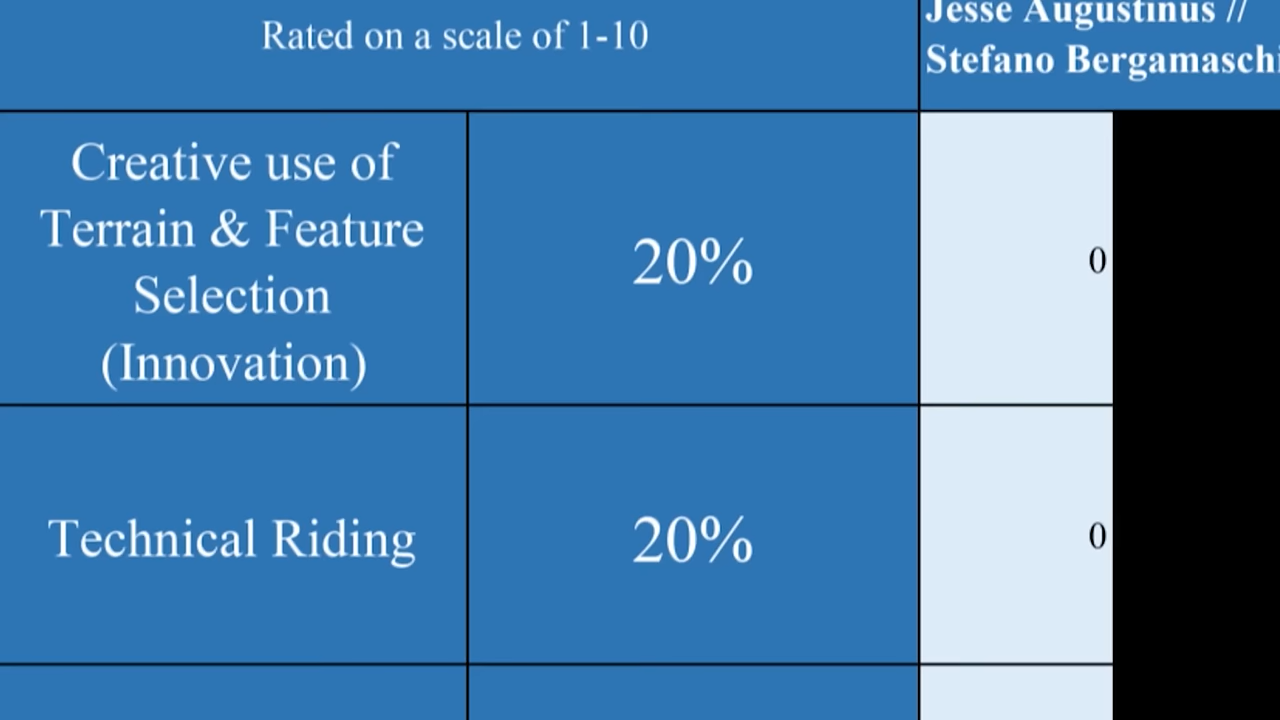 Rated on a scale of 1-10
Jesse Augustinus //
Stefano Bergamaschi
Creative use of
Terrain & Feature
Selection
(Innovation)
20%
0
Technical Riding
20%
0